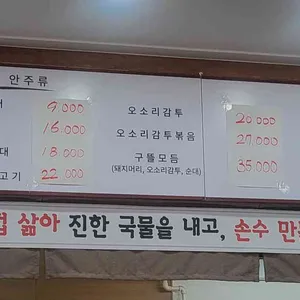 안주류
9,000
16,000
대 18,000
고기 22,000
오소리감투 20,000
오소리감투볶음 27,000
구뜰모듬 35,000
(돼지머리, 오소리감투, 순대)
접 삶아 진한 국물을 내고, 손수 만